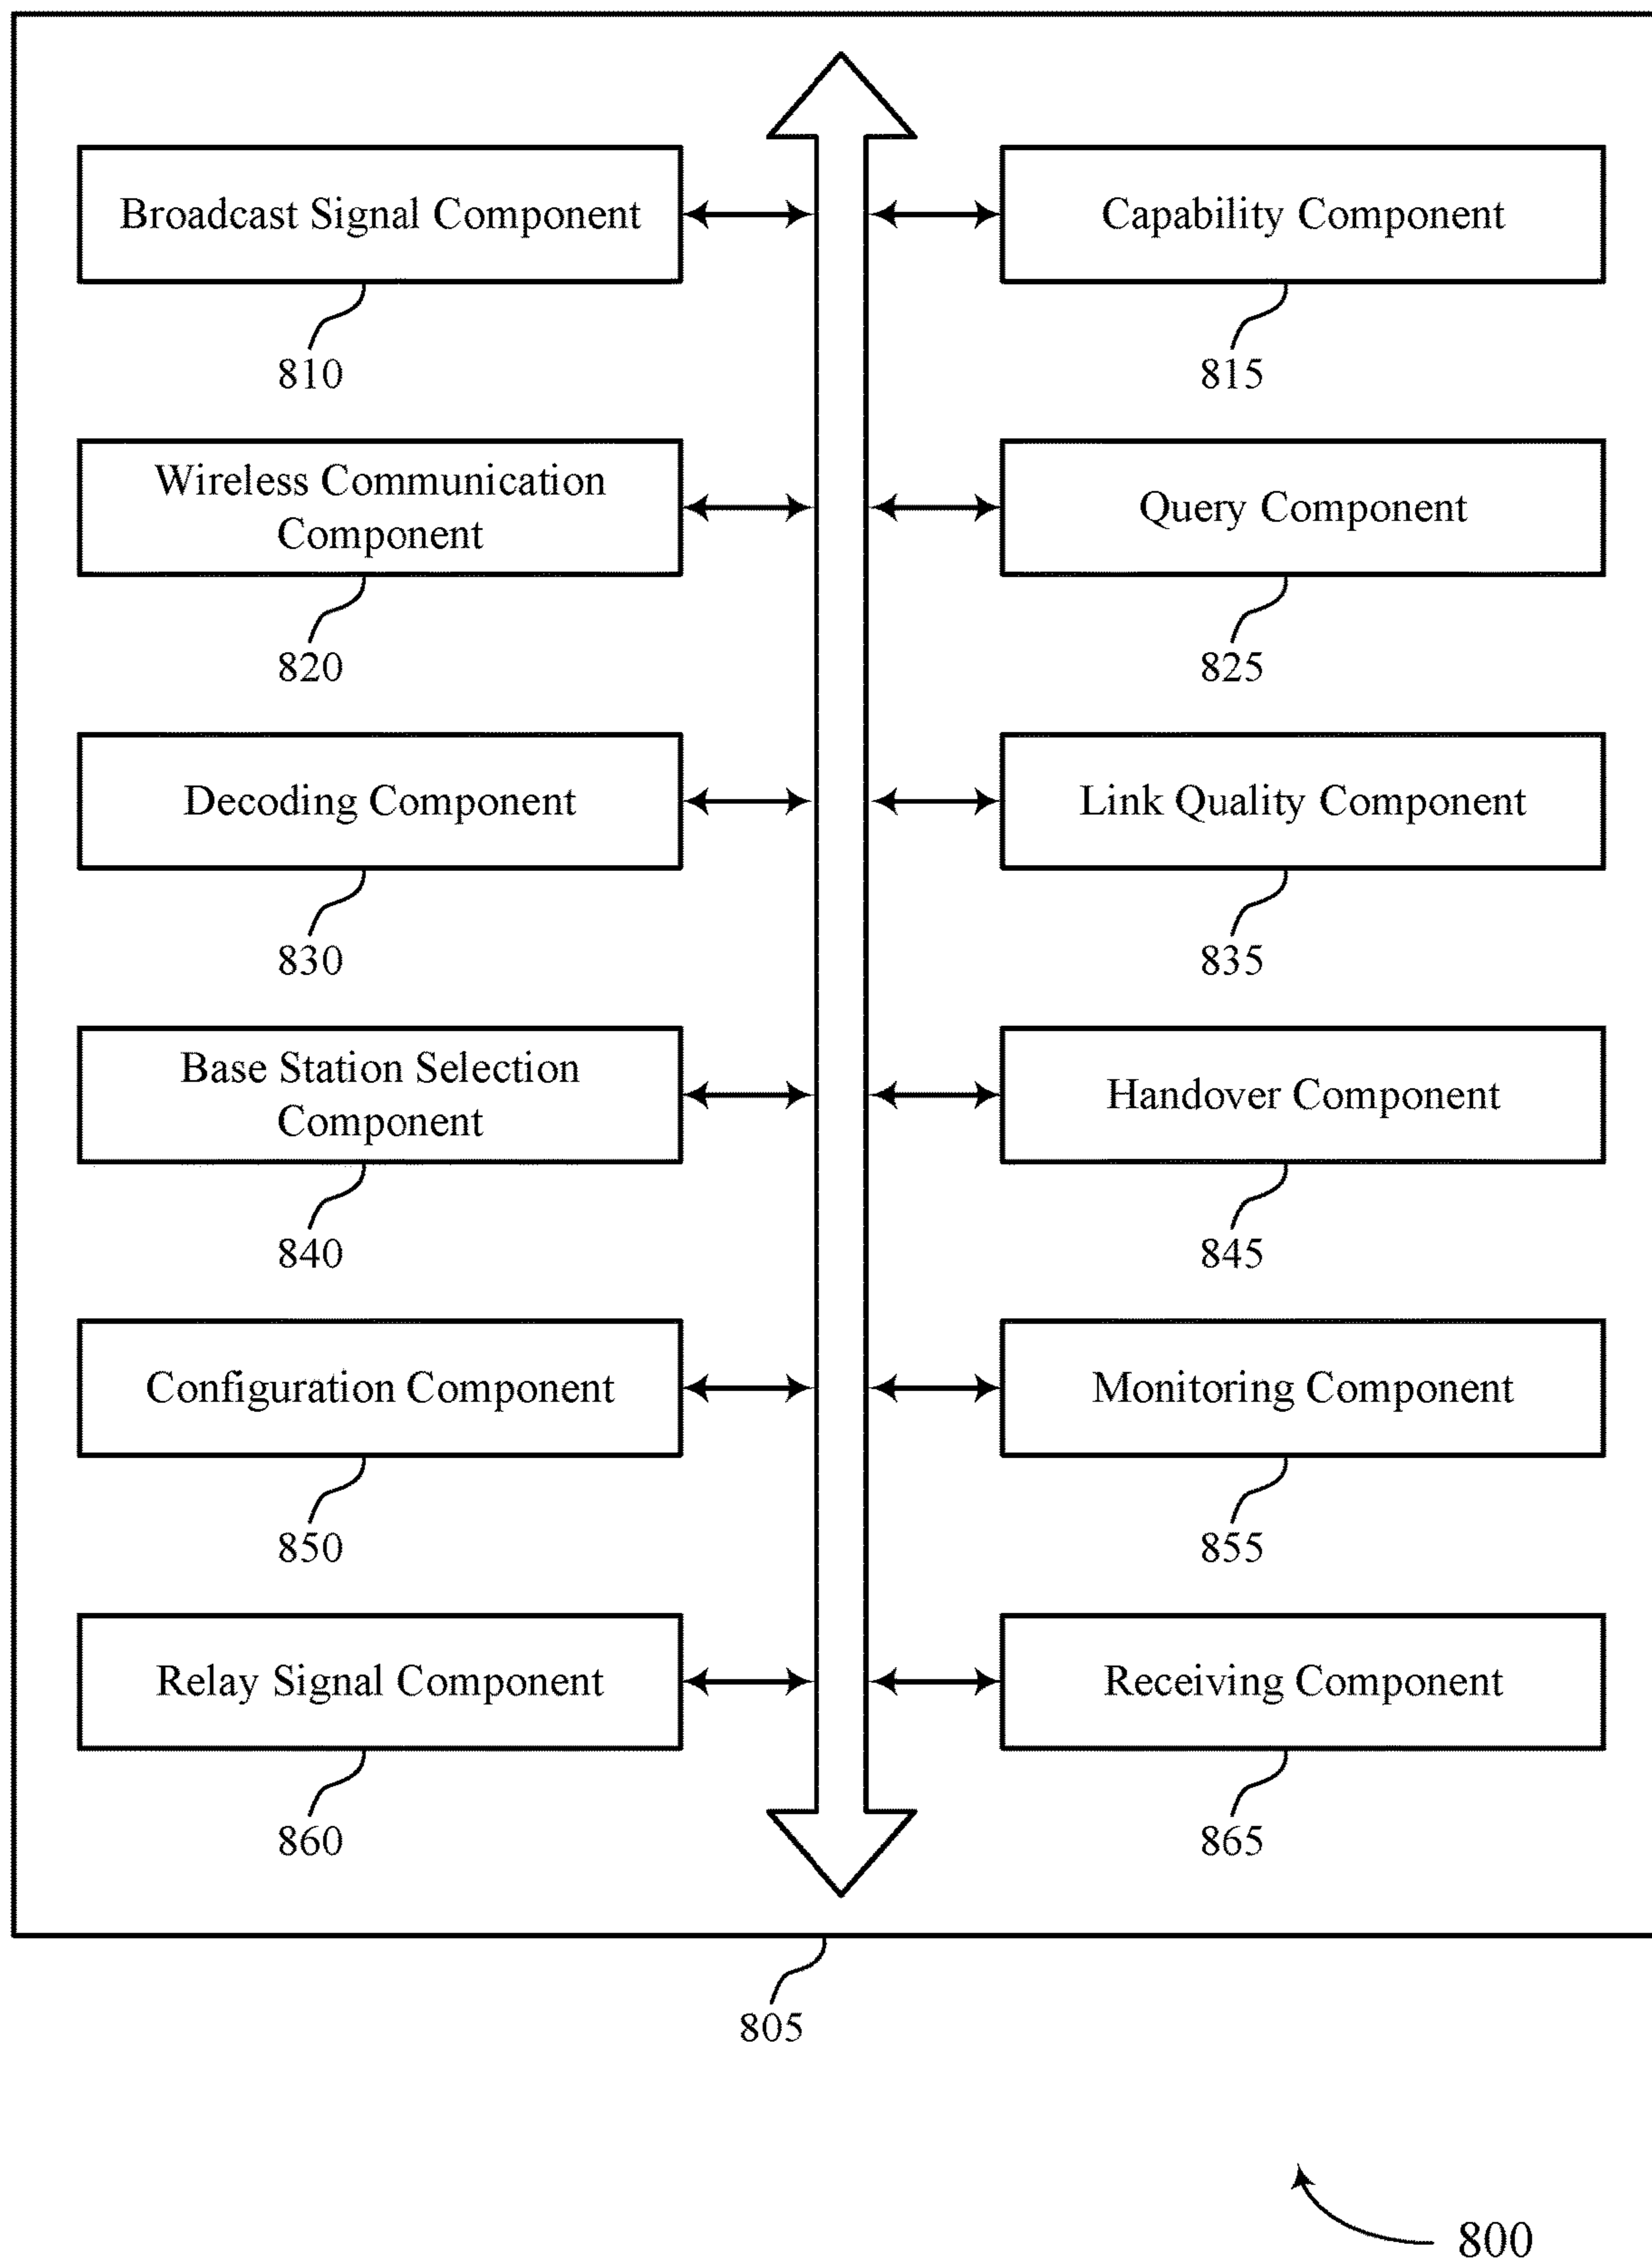 Broadcast Signal Component
Capability Component
810
815
Wireless Communication
Component
Query Component
820
825
Decoding Component
Link Quality Component
830
835
Base Station Selection
Component
Handover Component
840
845
Configuration Component
Monitoring Component
850
855
Relay Signal Component
Receiving Component
860
865
805
800